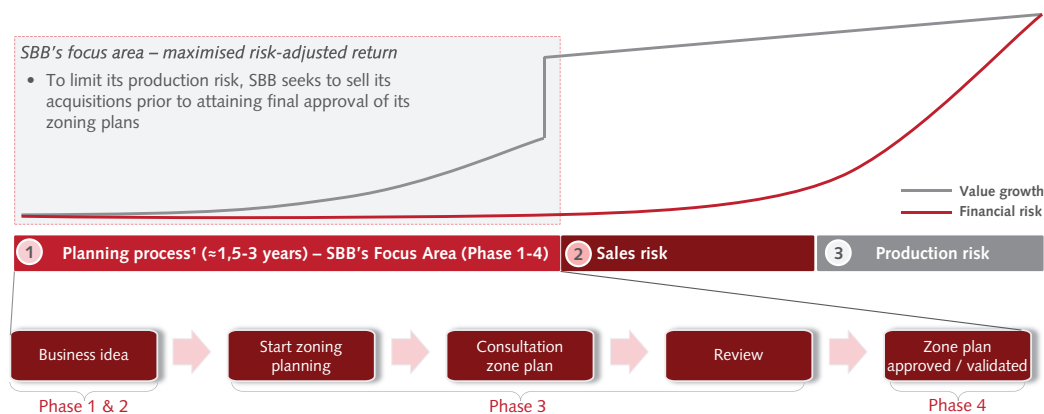 SBB's focus area – maximised risk-adjusted return
• To limit its production risk, SBB seeks to sell its
acquisitions prior to attaining final approval of its
zoning plans
Value growth
Financial risk
1 Planning process¹ (≈1,5-3 years) – SBB's Focus Area (Phase 1-4)
2 Sales risk
3 Production risk
Business idea
Start zoning
planning
Consultation
zone plan
Review
Zone plan
approved / validated
Phase 1 & 2
Phase 3
Phase 4